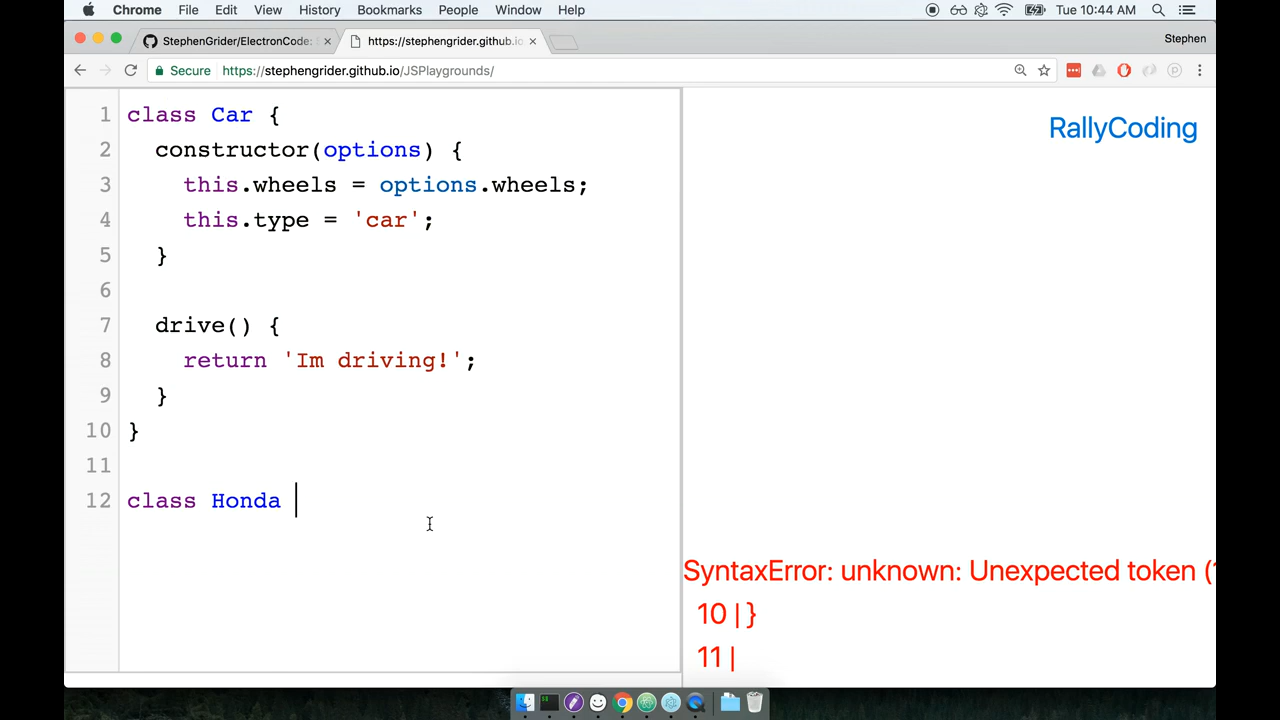 Chrome File Edit View History Bookmarks People Window Help Tue 10:44 AM
StephenGrider/ElectronCode: https://stephengrider.github.io Stephen
Secure https://stephengrider.github.io/JSPlaygrounds/
1 class Car {
2 constructor(options) {
3 this.wheels = options.wheels;
4 this.type = 'car';
5 }
6
7 drive() {
8 return 'Im driving!';
9 }
10 }
11
12 class Honda
RallyCoding
SyntaxError: unknown: Unexpected token (
10 | }
11 |